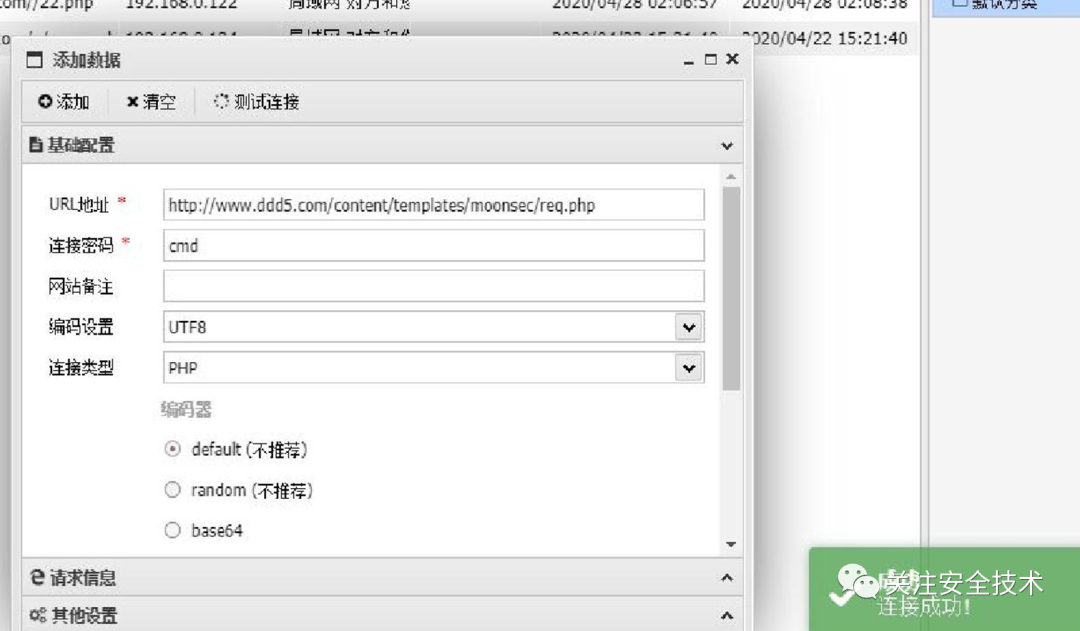 22.php 192.168.0.122 局域网 对方和您 2020/04/28 02:06:57 2020/04/28 02:08:38 默认分类
2020/04/22 15:21:40
添加数据
添加 清空 测试连接
基础配置
URL地址 * http://www.ddd5.com/content/templates/moonsec/req.php
连接密码 * cmd
网站备注
编码设置 UTF8
连接类型 PHP
编码器
default (不推荐)
random (不推荐)
base64
请求信息
其他设置
关注安全技术
连接成功!